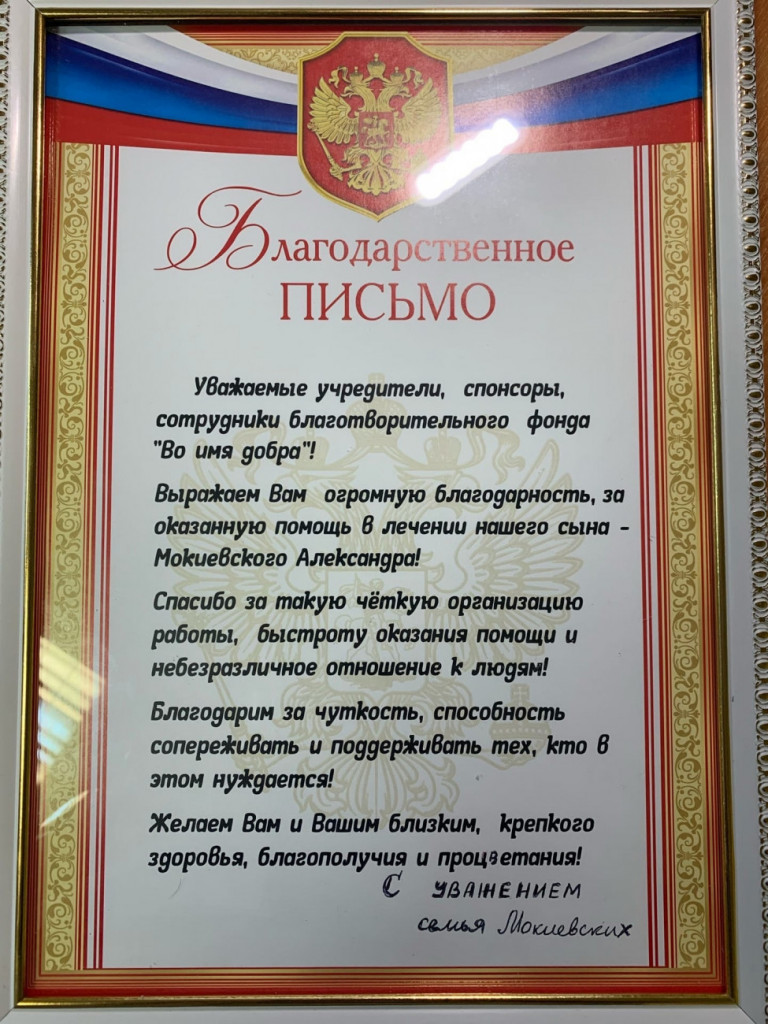 Благодарственное
ПИСЬМО
Уважаемые учредители, спонсоры,
сотрудники благотворительного фонда
"Во имя добра"!
Выражаем Вам огромную благодарность, за
оказанную помощь в лечении нашего сына -
Мокиевского Александра!
Спасибо за такую чёткую организацию
работы, быстроту оказания помощи и
небезразличное отношение к людям!
Благодарим за чуткость, способность
сопереживать и поддерживать тех, кто в
этом нуждается!
Желаем Вам и Вашим близким, крепкого
здоровья, благополучия и процветания!
С УВАЖЕНИЕМ
семья Мокиевских